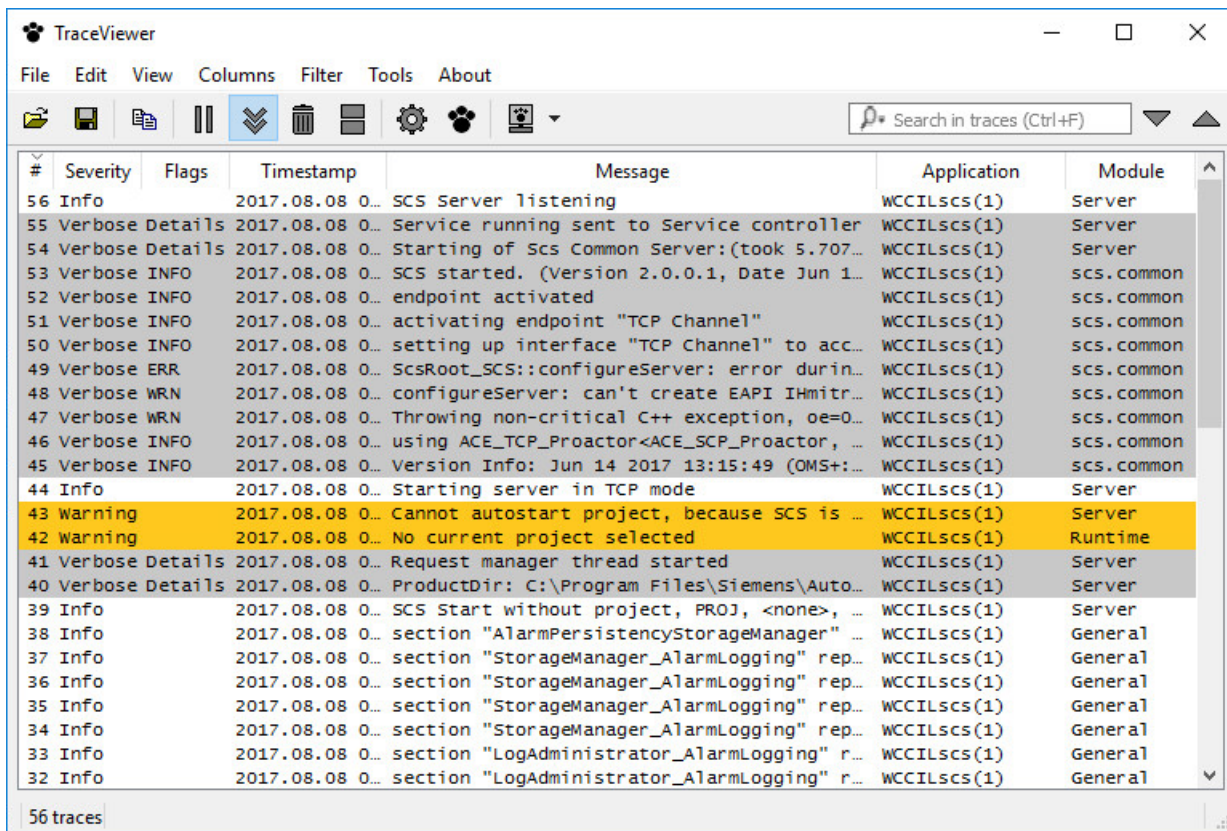 TraceViewer
File Edit View Columns Filter Tools About
Search in traces (Ctrl+F)
# Severity Flags Timestamp Message Application Module
56 Info 2017.08.08 0… SCS Server listening WCCILscs(1) Server
55 Verbose Details 2017.08.08 0… Service running sent to Service controller WCCILscs(1) Server
54 Verbose Details 2017.08.08 0… Starting of Scs Common Server:(took 5.707… WCCILscs(1) Server
53 Verbose INFO 2017.08.08 0… SCS started. (Version 2.0.0.1, Date Jun 1… WCCILscs(1) scs.common
52 Verbose INFO 2017.08.08 0… endpoint activated WCCILscs(1) scs.common
51 Verbose INFO 2017.08.08 0… activating endpoint "TCP Channel" WCCILscs(1) scs.common
50 Verbose INFO 2017.08.08 0… setting up interface "TCP Channel" to acc… WCCILscs(1) scs.common
49 Verbose ERR 2017.08.08 0… ScsRoot_SCS::configureServer: error durin… WCCILscs(1) scs.common
48 Verbose WRN 2017.08.08 0… configureServer: can't create EAPI IHmitr… WCCILscs(1) scs.common
47 Verbose WRN 2017.08.08 0… Throwing non-critical C++ exception, oe=0… WCCILscs(1) scs.common
46 Verbose INFO 2017.08.08 0… using ACE_TCP_Proactor<ACE_SCP_Proactor, … WCCILscs(1) scs.common
45 Verbose INFO 2017.08.08 0… Version Info: Jun 14 2017 13:15:49 (OMS+:… WCCILscs(1) scs.common
44 Info 2017.08.08 0… Starting server in TCP mode WCCILscs(1) Server
43 Warning 2017.08.08 0… Cannot autostart project, because SCS is … WCCILscs(1) Server
42 Warning 2017.08.08 0… No current project selected WCCILscs(1) Runtime
41 Verbose Details 2017.08.08 0… Request manager thread started WCCILscs(1) Server
40 Verbose Details 2017.08.08 0… ProductDir: C:\Program Files\Siemens\Auto… WCCILscs(1) Server
39 Info 2017.08.08 0… SCS Start without project, PROJ, <none>, … WCCILscs(1) Server
38 Info 2017.08.08 0… section "AlarmPersistencyStorageManager" … WCCILscs(1) General
37 Info 2017.08.08 0… section "StorageManager_AlarmLogging" rep… WCCILscs(1) General
36 Info 2017.08.08 0… section "StorageManager_AlarmLogging" rep… WCCILscs(1) General
35 Info 2017.08.08 0… section "StorageManager_AlarmLogging" rep… WCCILscs(1) General
34 Info 2017.08.08 0… section "StorageManager_AlarmLogging" rep… WCCILscs(1) General
33 Info 2017.08.08 0… section "LogAdministrator_AlarmLogging" r… WCCILscs(1) General
32 Info 2017.08.08 0… section "LogAdministrator_AlarmLogging" r… WCCILscs(1) General
56 traces